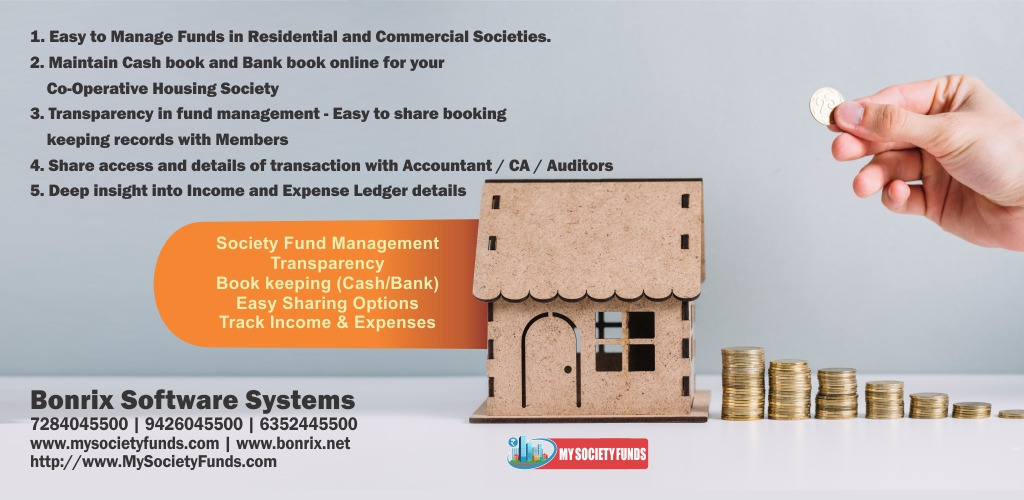 1. Easy to Manage Funds in Residential and Commercial Societies.
2. Maintain Cash book and Bank book online for your
Co-Operative Housing Society
3. Transparency in fund management - Easy to share booking
keeping records with Members
4. Share access and details of transaction with Accountant / CA / Auditors
5. Deep insight into Income and Expense Ledger details
Society Fund Management
Transparency
Book keeping (Cash/Bank)
Easy Sharing Options
Track Income & Expenses
Bonrix Software Systems
7284045500 | 9426045500 | 6352445500
www.mysocietyfunds.com | www.bonrix.net
http://www.MySocietyFunds.com
MY SOCIETY FUNDS